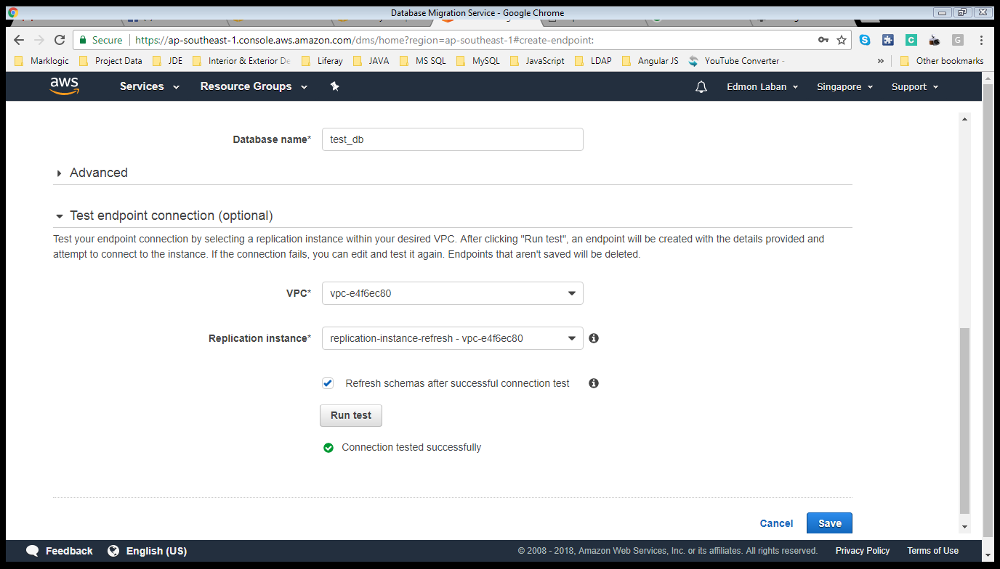 Database Migration Service - Google Chrome
Secure https://ap-southeast-1.console.aws.amazon.com/dms/home?region=ap-southeast-1#create-endpoint:
Marklogic Project Data JDE Interior & Exterior De Liferay JAVA MS SQL MySQL JavaScript LDAP Angular JS YouTube Converter - » Other bookmarks
aws Services Resource Groups Edmon Laban Singapore Support
Database name* test_db
Advanced
Test endpoint connection (optional)
Test your endpoint connection by selecting a replication instance within your desired VPC. After clicking "Run test", an endpoint will be created with the details provided and
attempt to connect to the instance. If the connection fails, you can edit and test it again. Endpoints that aren't saved will be deleted.
VPC* vpc-e4f6ec80
Replication instance* replication-instance-refresh - vpc-e4f6ec80
Refresh schemas after successful connection test
Run test
Connection tested successfully
Cancel Save
Feedback English (US) © 2008 - 2018, Amazon Web Services, Inc. or its affiliates. All rights reserved. Privacy Policy Terms of Use